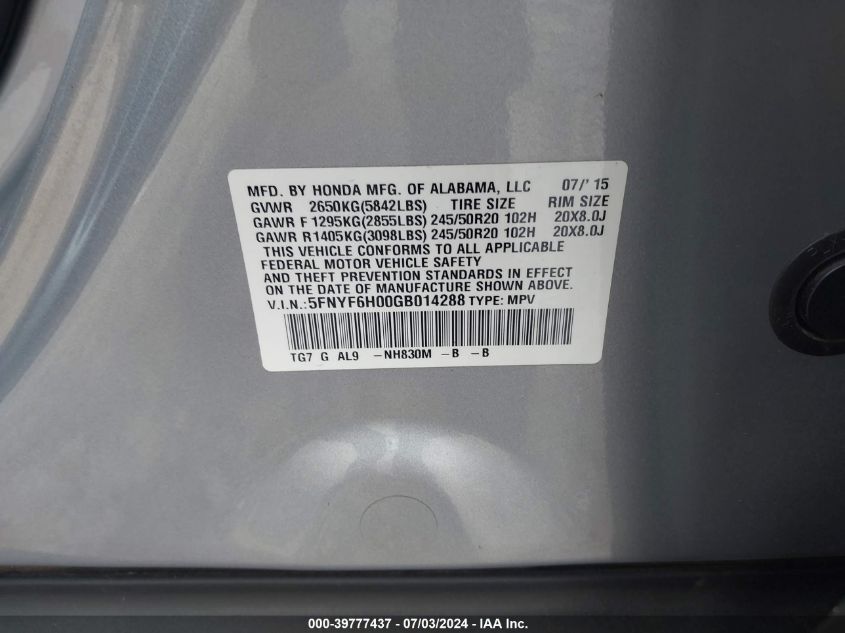 MFD. BY HONDA MFG. OF ALABAMA, LLC 07/'15
GVWR 2650KG(5842LBS) TIRE SIZE RIM SIZE
GAWR F 1295KG(2855LBS) 245/50R20 102H 20X8.0J
GAWR R1405KG(3098LBS) 245/50R20 102H 20X8.0J
THIS VEHICLE CONFORMS TO ALL APPLICABLE
FEDERAL MOTOR VEHICLE SAFETY
AND THEFT PREVENTION STANDARDS IN EFFECT
ON THE DATE OF MANUFACTURE SHOWN ABOVE.
V.I.N.:5FNYF6H00GB014288 TYPE: MPV
TG7 G AL9 -NH830M -B -B
000-39777437 - 07/03/2024 - IAA Inc.